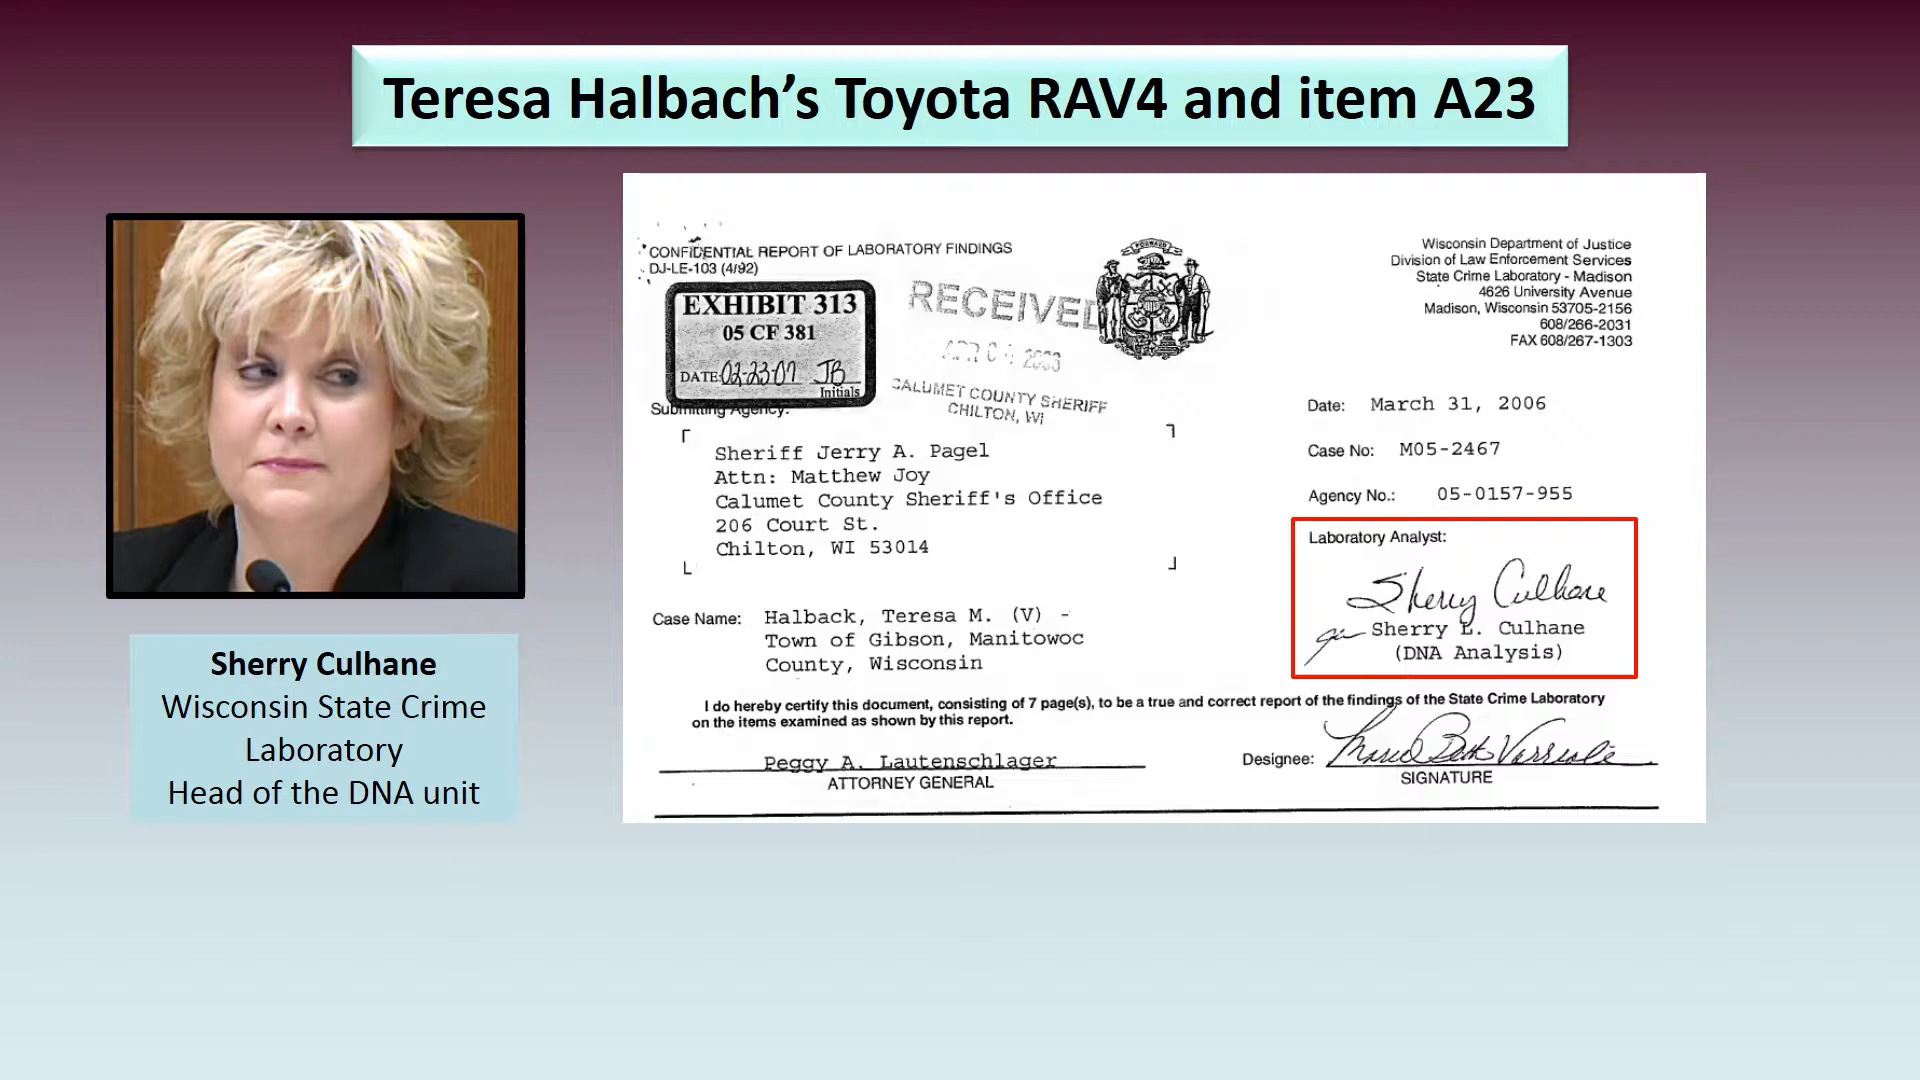 Teresa Halbach’s Toyota RAV4 and item A23
Sherry Culhane
Wisconsin State Crime
Laboratory
Head of the DNA unit
CONFIDENTIAL REPORT OF LABORATORY FINDINGS
DJ-LE-103 (4/92)
EXHIBIT 313
05 CF 381
DATE: 02-23-07 JB
Initials
RECEIVED
CALUMET COUNTY SHERIFF
CHILTON, WI
FORWARD
Wisconsin Department of Justice
Division of Law Enforcement Services
State Crime Laboratory - Madison
4626 University Avenue
Madison, Wisconsin 53705-2156
608/266-2031
FAX 608/267-1303
Submitting Agency:
Sheriff Jerry A. Pagel
Attn: Matthew Joy
Calumet County Sheriff's Office
206 Court St.
Chilton, WI 53014
Date: March 31, 2006
Case No: M05-2467
Agency No.: 05-0157-955
Laboratory Analyst:
Sherry Culhane
Sherry L. Culhane
(DNA Analysis)
Case Name: Halback, Teresa M. (V) -
Town of Gibson, Manitowoc
County, Wisconsin
I do hereby certify this document, consisting of 7 page(s), to be a true and correct report of the findings of the State Crime Laboratory
on the items examined as shown by this report.
Peggy A. Lautenschlager
ATTORNEY GENERAL
Designee:
SIGNATURE